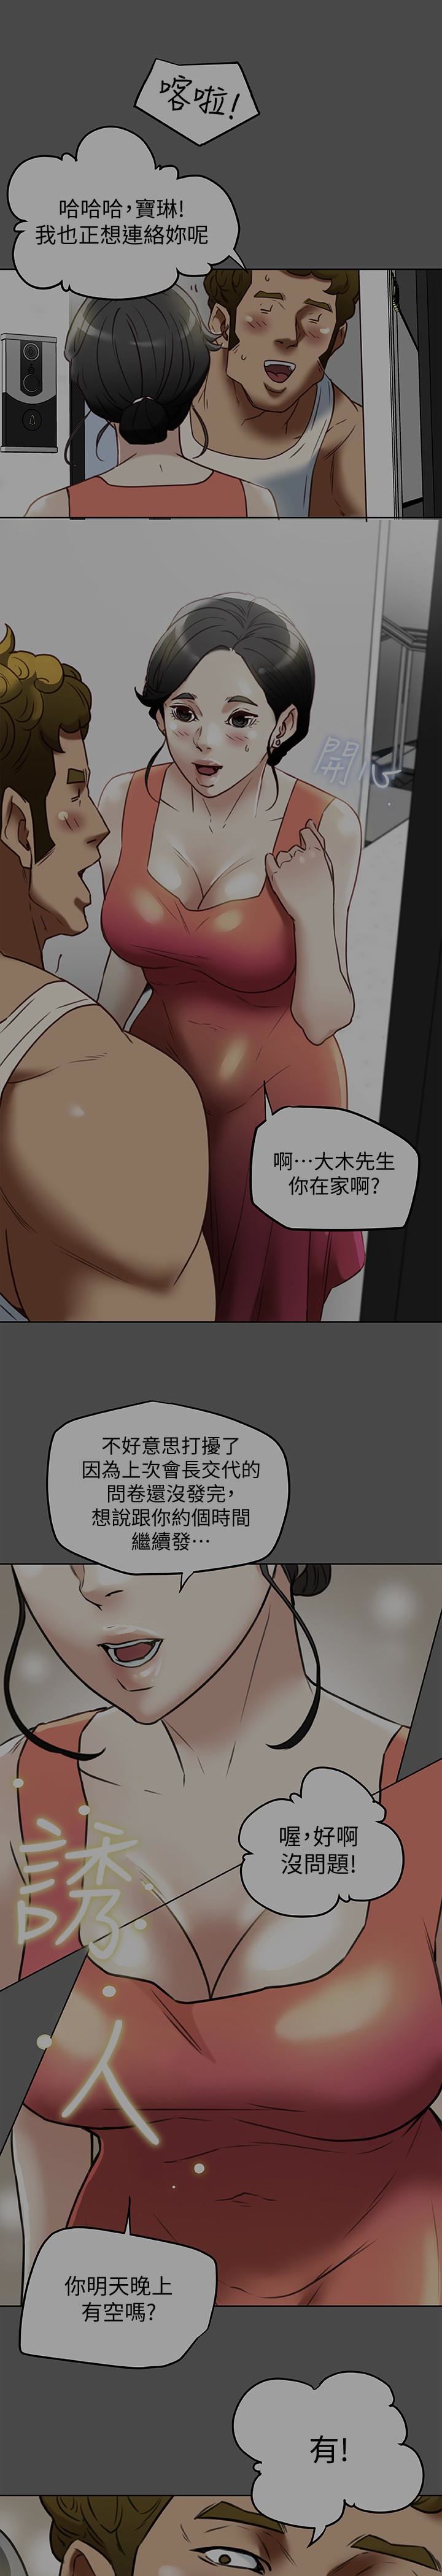 喀啦!
哈哈哈,寶琳!
我也正想連絡妳呢
開心
啊⋯大木先生
你在家啊?
不好意思打擾了
因為上次會長交代的
問卷還沒發完,
想說跟你約個時間
繼續發⋯
喔,好啊
沒問題!
誘
人
你明天晚上
有空嗎?
有!